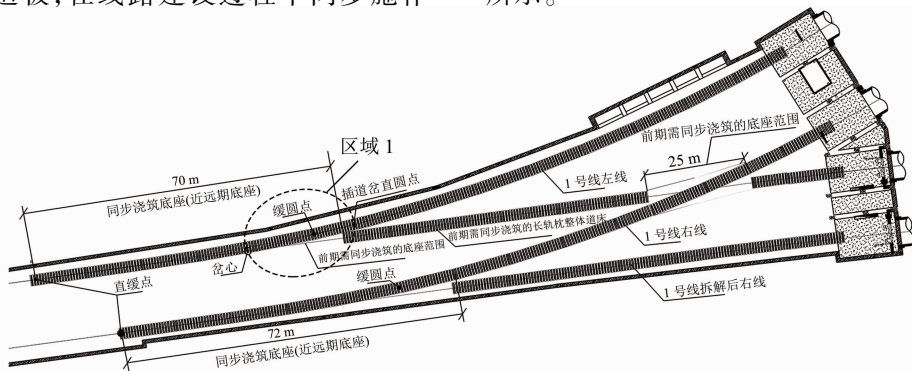 道板,在线路建设过程中同步施作
所示。
前期需同步浇筑的底座范围
区域 1
25 m
70 m
插道岔直圆点
1 号线左线
同步浇筑底座(近远期底座)
缓圆点
前期需同步浇筑的长轨枕整体道床
1 号线右线
前期需同步浇筑的底座范围
岔心
缓圆点
直缓点
1 号线拆解后右线
72 m
同步浇筑底座(近远期底座)